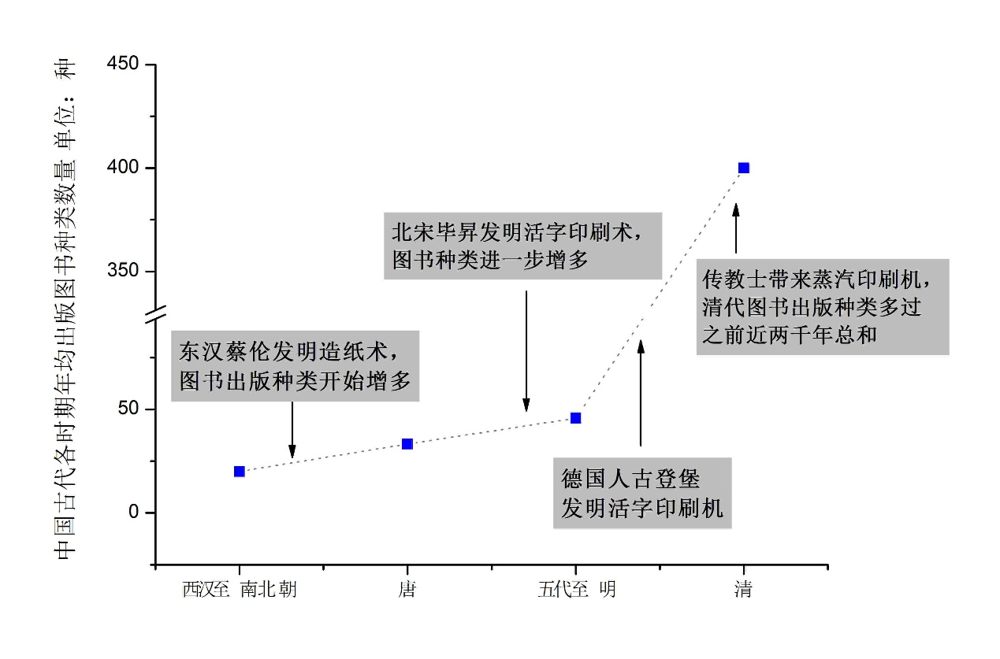 中国古代各时期年均出版图书种类数量 单位：种
450
400
350
50
0
北宋毕昇发明活字印刷术，
图书种类进一步增多
传教士带来蒸汽印刷机，
清代图书出版种类多过
之前近两千年总和
东汉蔡伦发明造纸术，
图书出版种类开始增多
德国人古登堡
发明活字印刷机
西汉至 南北朝
唐
五代至 明
清